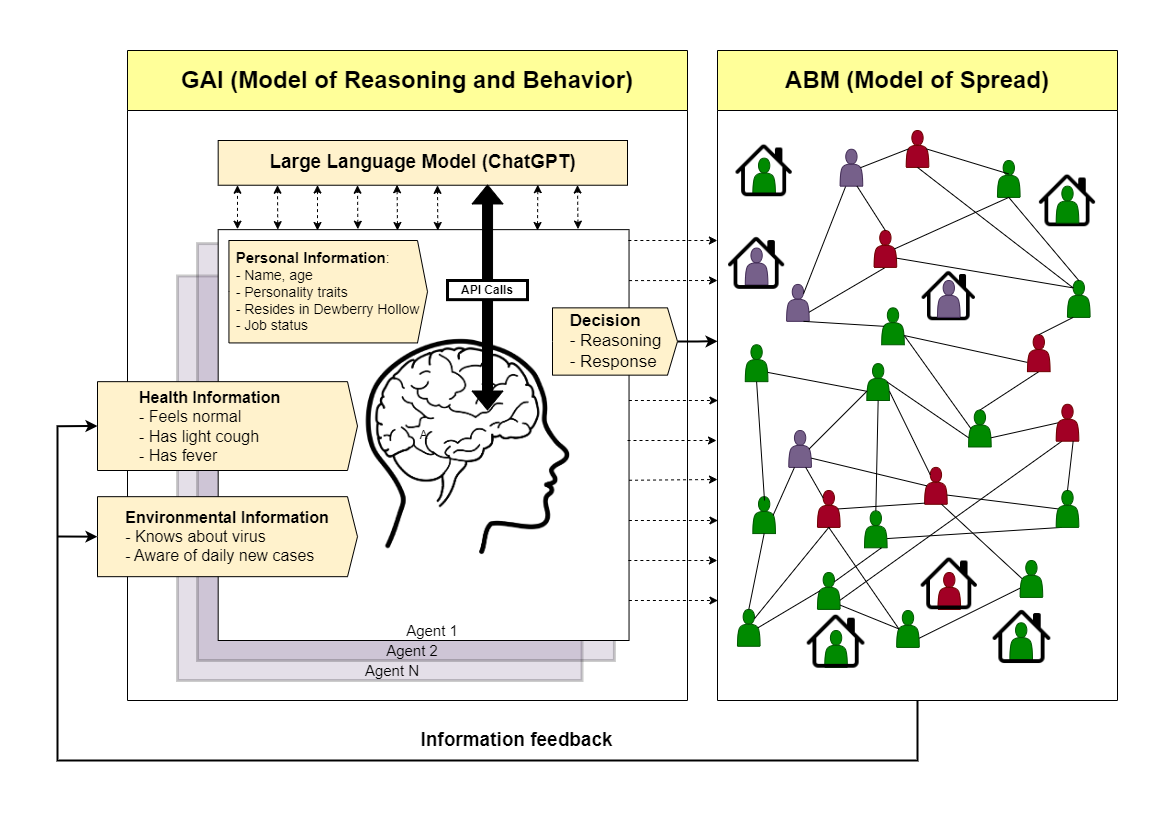 GAI (Model of Reasoning and Behavior)
ABM (Model of Spread)
Large Language Model (ChatGPT)
Personal Information:
- Name, age
- Personality traits
- Resides in Dewberry Hollow
- Job status
API Calls
Decision
- Reasoning
- Response
Health Information
- Feels normal
- Has light cough
- Has fever
A
Environmental Information
- Knows about virus
- Aware of daily new cases
Agent 1
Agent 2
Agent N
Information feedback